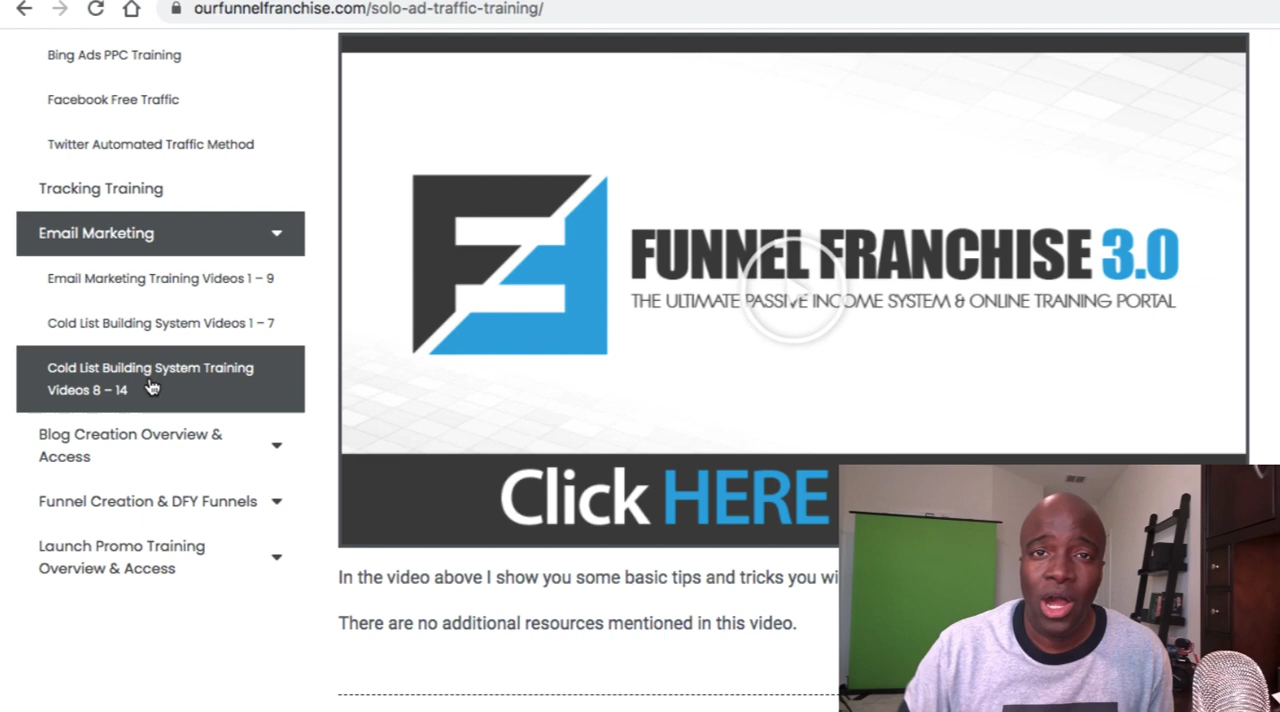 ourfunnelfranchise.com/solo-ad-traffic-training/
Bing Ads PPC Training
Facebook Free Traffic
Twitter Automated Traffic Method
Tracking Training
Email Marketing
Email Marketing Training Videos 1 – 9
Cold List Building System Videos 1 – 7
Cold List Building System Training
Videos 8 – 14
Blog Creation Overview &
Access
Funnel Creation & DFY Funnels
Launch Promo Training
Overview & Access
FUNNEL FRANCHISE 3.0
THE ULTIMATE PASSIVE INCOME SYSTEM & ONLINE TRAINING PORTAL
Click HERE
In the video above I show you some basic tips and tricks you wi
There are no additional resources mentioned in this video.